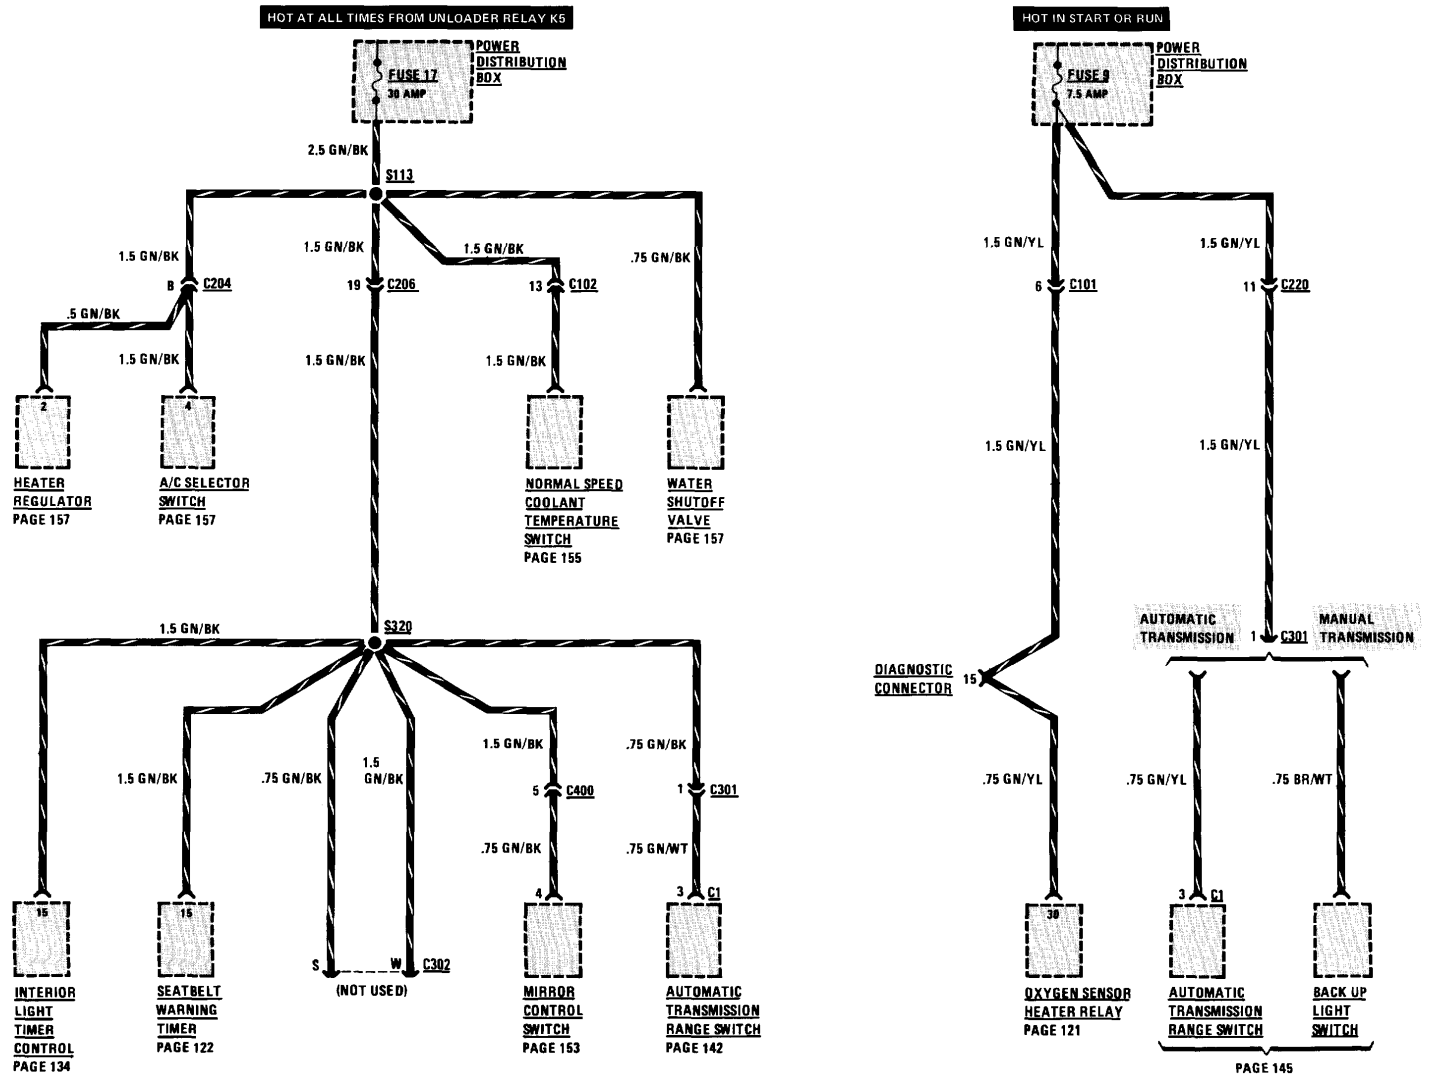 HOT AT ALL TIMES FROM UNLOADER RELAY K5
POWER
DISTRIBUTION
BOX
FUSE 17
30 AMP
2.5 GN/BK
S113
1.5 GN/BK
1.5 GN/BK
1.5 GN/BK
.75 GN/BK
8 C204
19 C206
13 C102
.5 GN/BK
1.5 GN/BK
1.5 GN/BK
1.5 GN/BK
2
4
HEATER
REGULATOR
PAGE 157
A/C SELECTOR
SWITCH
PAGE 157
NORMAL SPEED
COOLANT
TEMPERATURE
SWITCH
PAGE 155
WATER
SHUTOFF
VALVE
PAGE 157
1.5 GN/BK
S320
1.5 GN/BK
.75 GN/BK
1.5
GN/BK
1.5 GN/BK
.75 GN/BK
5 C400
1 C301
.75 GN/BK
.75 GN/WT
4
3 C1
15
15
S
W C302
(NOT USED)
INTERIOR
LIGHT
TIMER
CONTROL
PAGE 134
SEATBELT
WARNING
TIMER
PAGE 122
MIRROR
CONTROL
SWITCH
PAGE 153
AUTOMATIC
TRANSMISSION
RANGE SWITCH
PAGE 142
HOT IN START OR RUN
POWER
DISTRIBUTION
BOX
FUSE 9
7.5 AMP
1.5 GN/YL
1.5 GN/YL
6 C101
11 C220
1.5 GN/YL
1.5 GN/YL
AUTOMATIC
TRANSMISSION
1 C301
MANUAL
TRANSMISSION
DIAGNOSTIC
CONNECTOR
15
.75 GN/YL
.75 GN/YL
.75 BR/WT
30
3 C1
OXYGEN SENSOR
HEATER RELAY
PAGE 121
AUTOMATIC
TRANSMISSION
RANGE SWITCH
BACK UP
LIGHT
SWITCH
PAGE 145